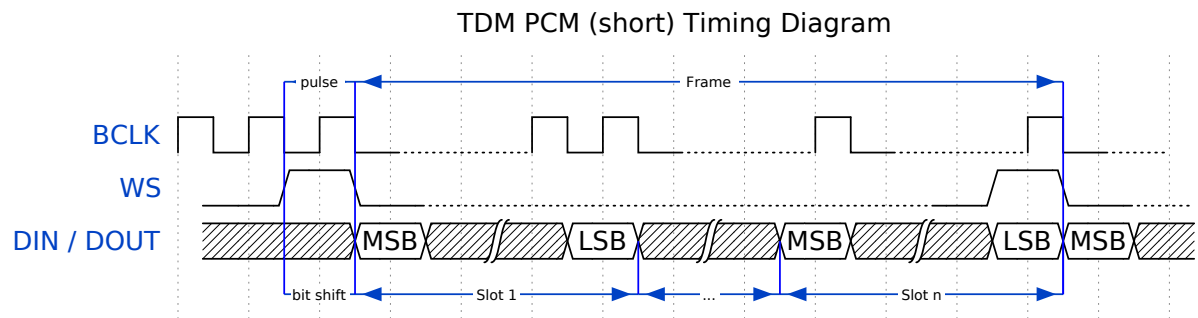 TDM PCM (short) Timing Diagram
pulse Frame
BCLK
WS
DIN / DOUT MSB LSB MSB LSB MSB
bit shift Slot 1 ... Slot n